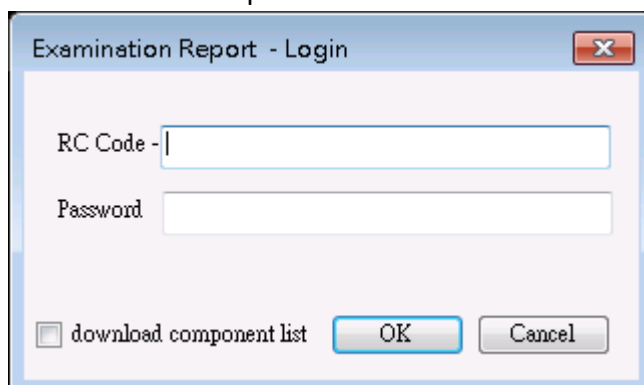 Examination Report - Login
RC Code -
Password
download component list OK Cancel